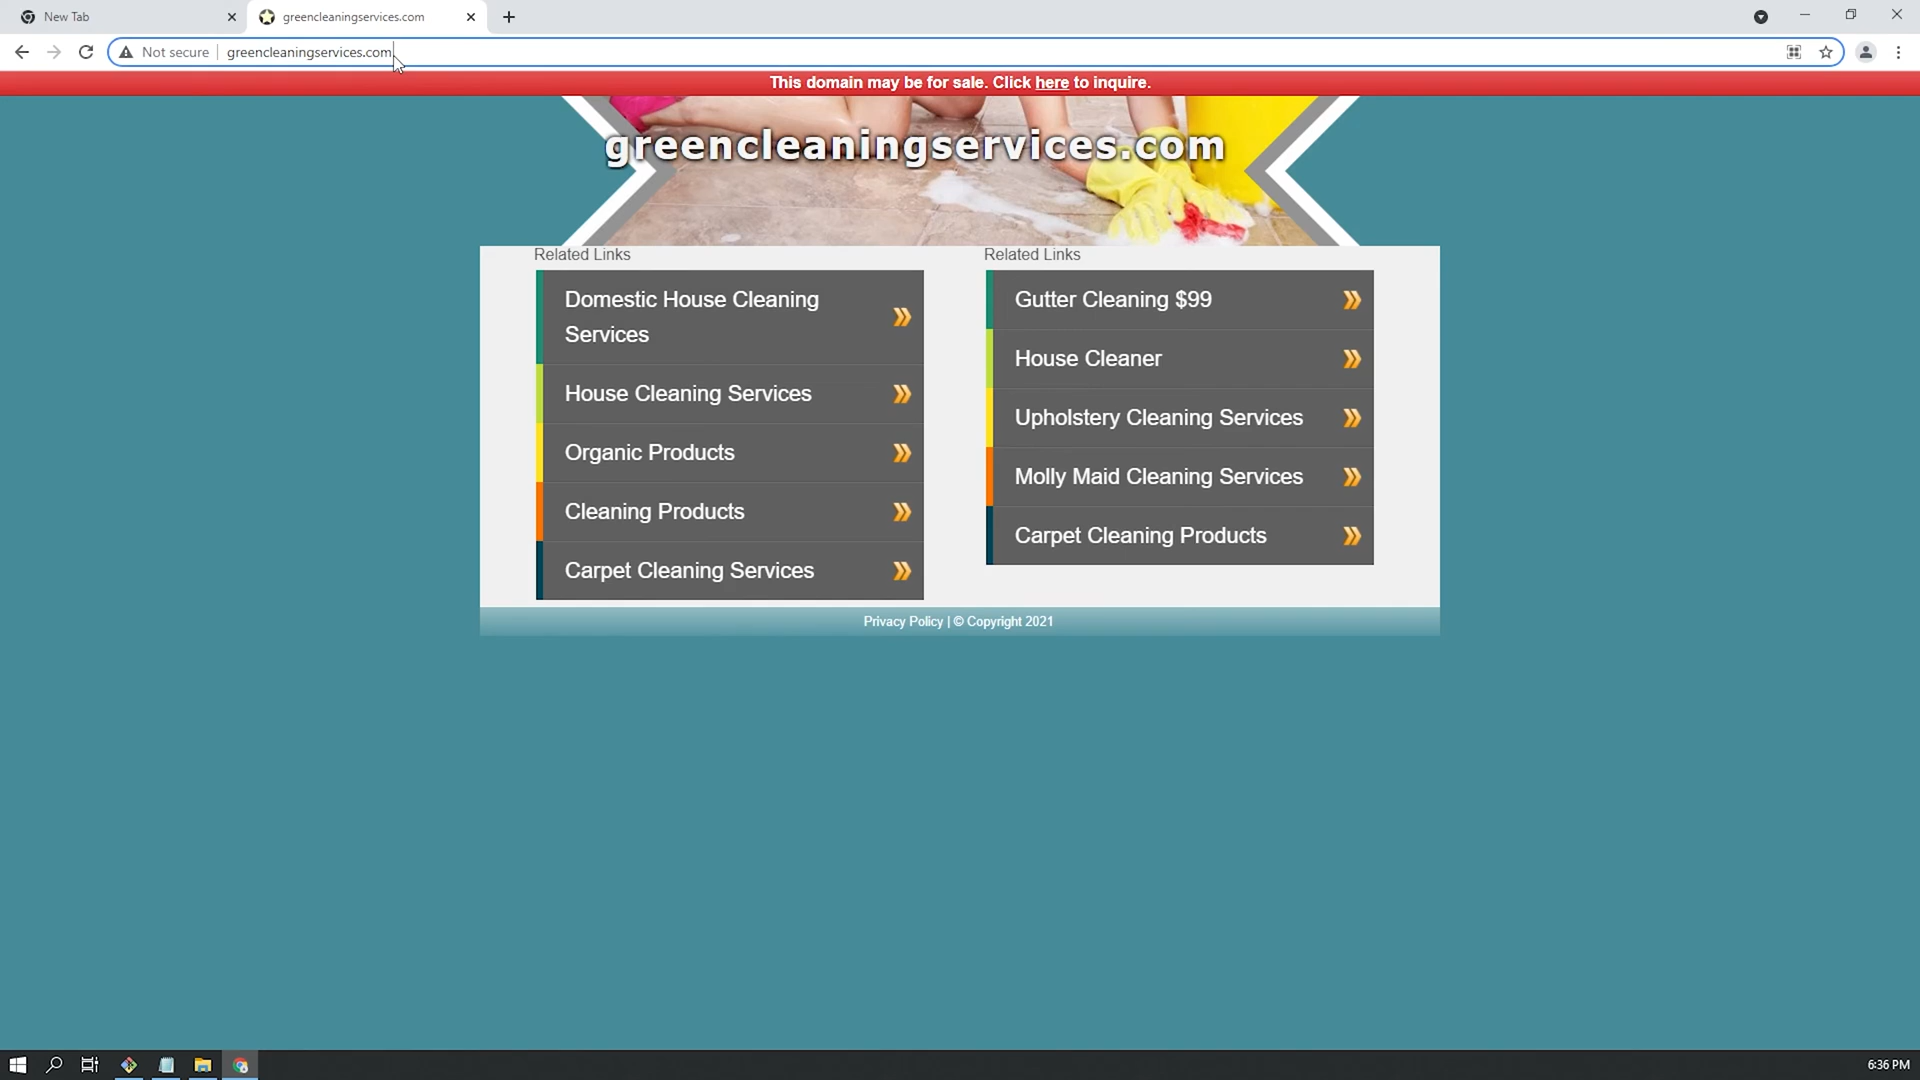 New Tab
greencleaningservices.com
Not secure
greencleaningservices.com
This domain may be for sale. Click here to inquire.
greencleaningservices.com
Related Links
Domestic House Cleaning
Services
House Cleaning Services
Organic Products
Cleaning Products
Carpet Cleaning Services
Related Links
Gutter Cleaning $99
House Cleaner
Upholstery Cleaning Services
Molly Maid Cleaning Services
Carpet Cleaning Products
Privacy Policy | © Copyright 2021
6:36 PM